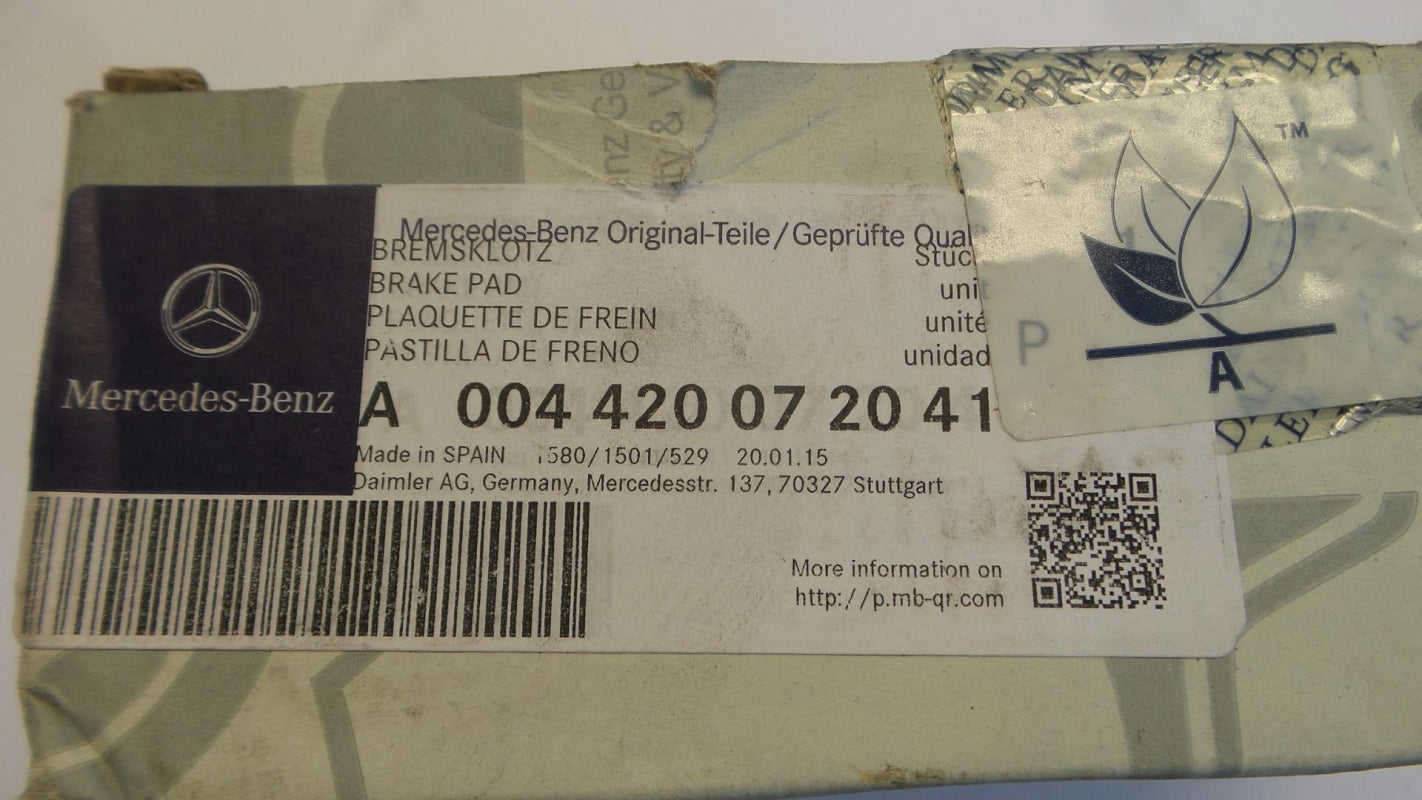 Mercedes-Benz Original-Teile/Geprüfte
BREMSKLOTZ
BRAKE PAD
PLAQUETTE DE FREIN unité
PASTILLA DE FRENO unidad
A 004 420 07 20 41
Made in SPAIN 1580/1501/529 20.01.15
Daimler AG, Germany, Mercedesstr. 137, 70327 Stuttgart
More information on
http://p.mb-qr.com
Mercedes-Benz
TM
P
A